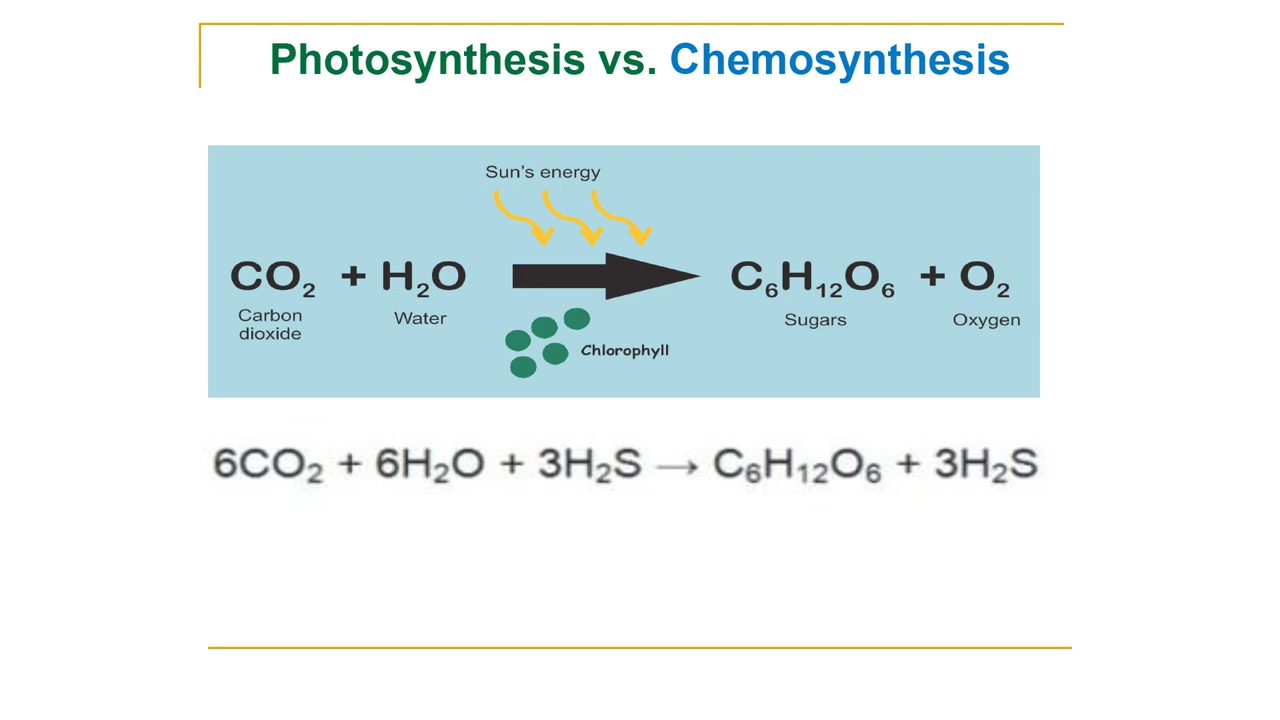 Photosynthesis vs. Chemosynthesis
Sun's energy
CO₂ + H₂O C₆H₁₂O₆ + O₂
Carbon dioxide Water Sugars Oxygen
Chlorophyll
6CO₂ + 6H₂O + 3H₂S → C₆H₁₂O₆ + 3H₂S